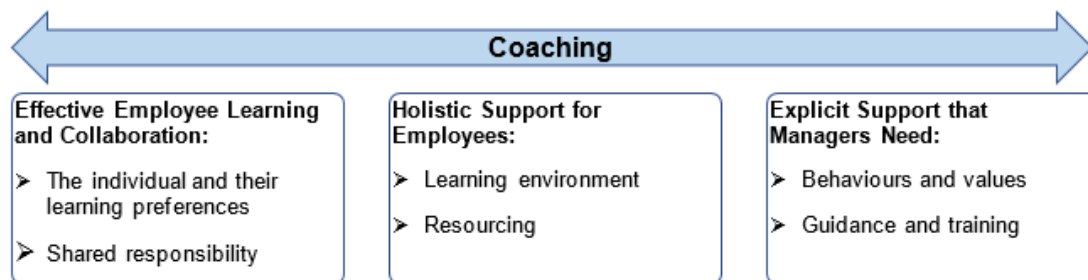 Coaching
Effective Employee Learning
and Collaboration:
➢ The individual and their
learning preferences
➢ Shared responsibility
Holistic Support for
Employees:
➢ Learning environment
➢ Resourcing
Explicit Support that
Managers Need:
➢ Behaviours and values
➢ Guidance and training